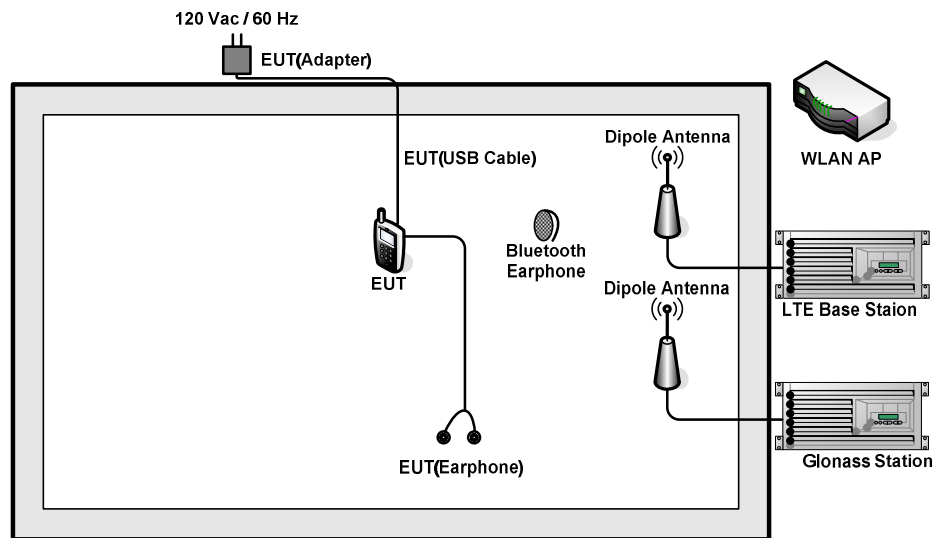 120 Vac / 60 Hz
EUT(Adapter)
EUT(USB Cable)
Dipole Antenna
WLAN AP
EUT
Bluetooth
Earphone
Dipole Antenna
LTE Base Staion
EUT(Earphone)
Glonass Station